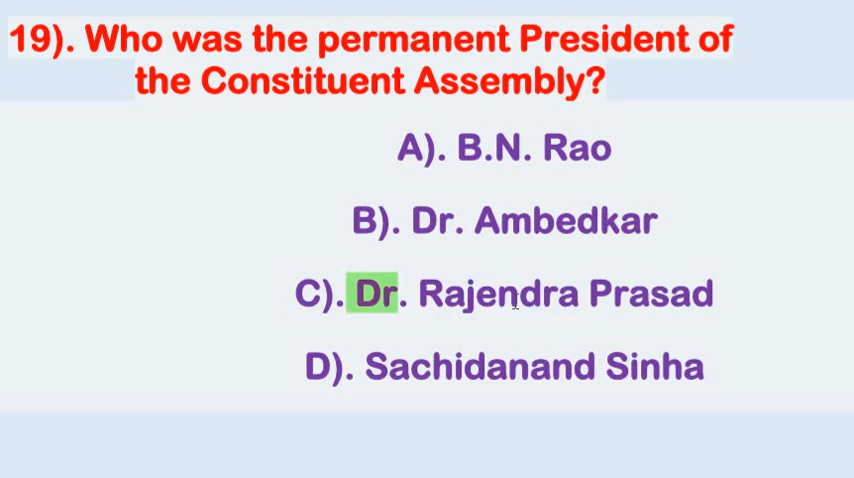 19). Who was the permanent President of
the Constituent Assembly?
A). B.N. Rao
B). Dr. Ambedkar
C). Dr. Rajendra Prasad
D). Sachidanand Sinha